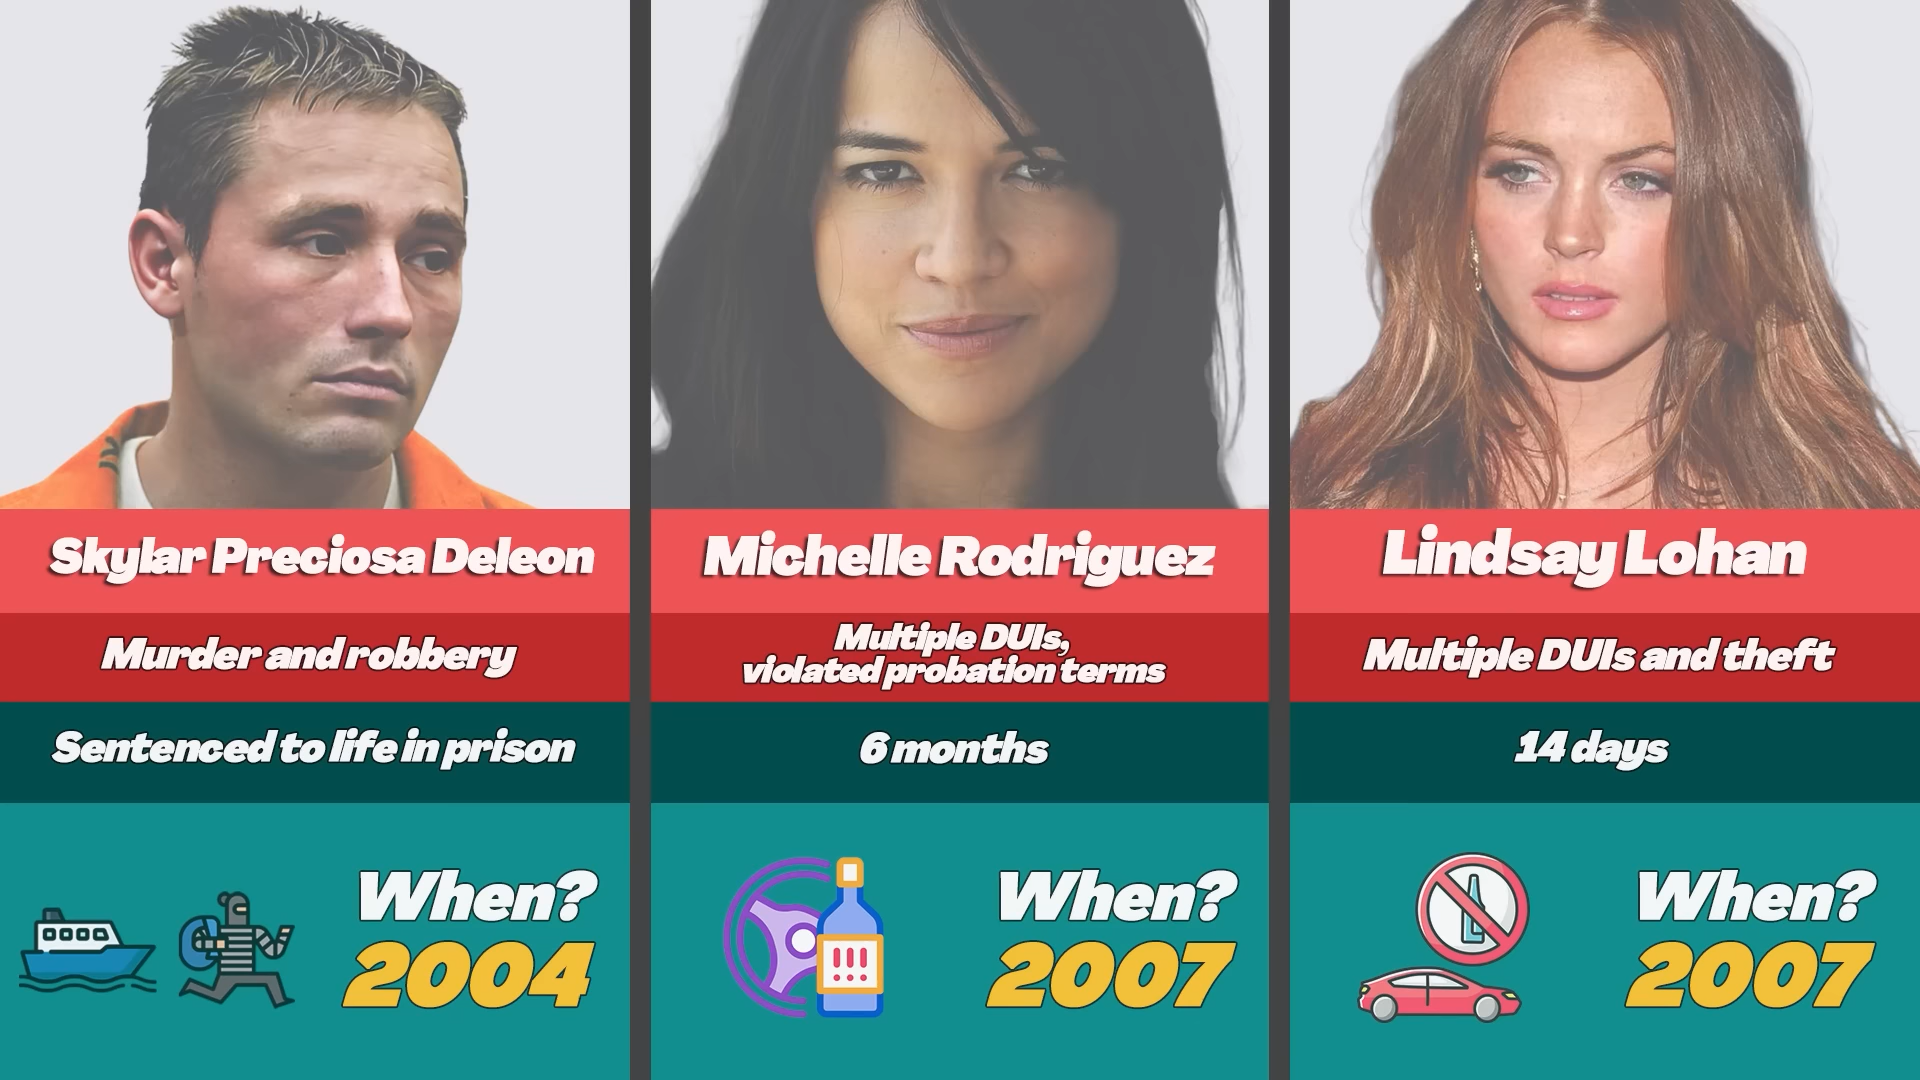 Skylar Preciosa Deleon
Murder and robbery
Sentenced to life in prison
When?
2004
Michelle Rodriguez
Multiple DUIs,
violated probation terms
6 months
When?
2007
Lindsay Lohan
Multiple DUIs and theft
14 days
When?
2007